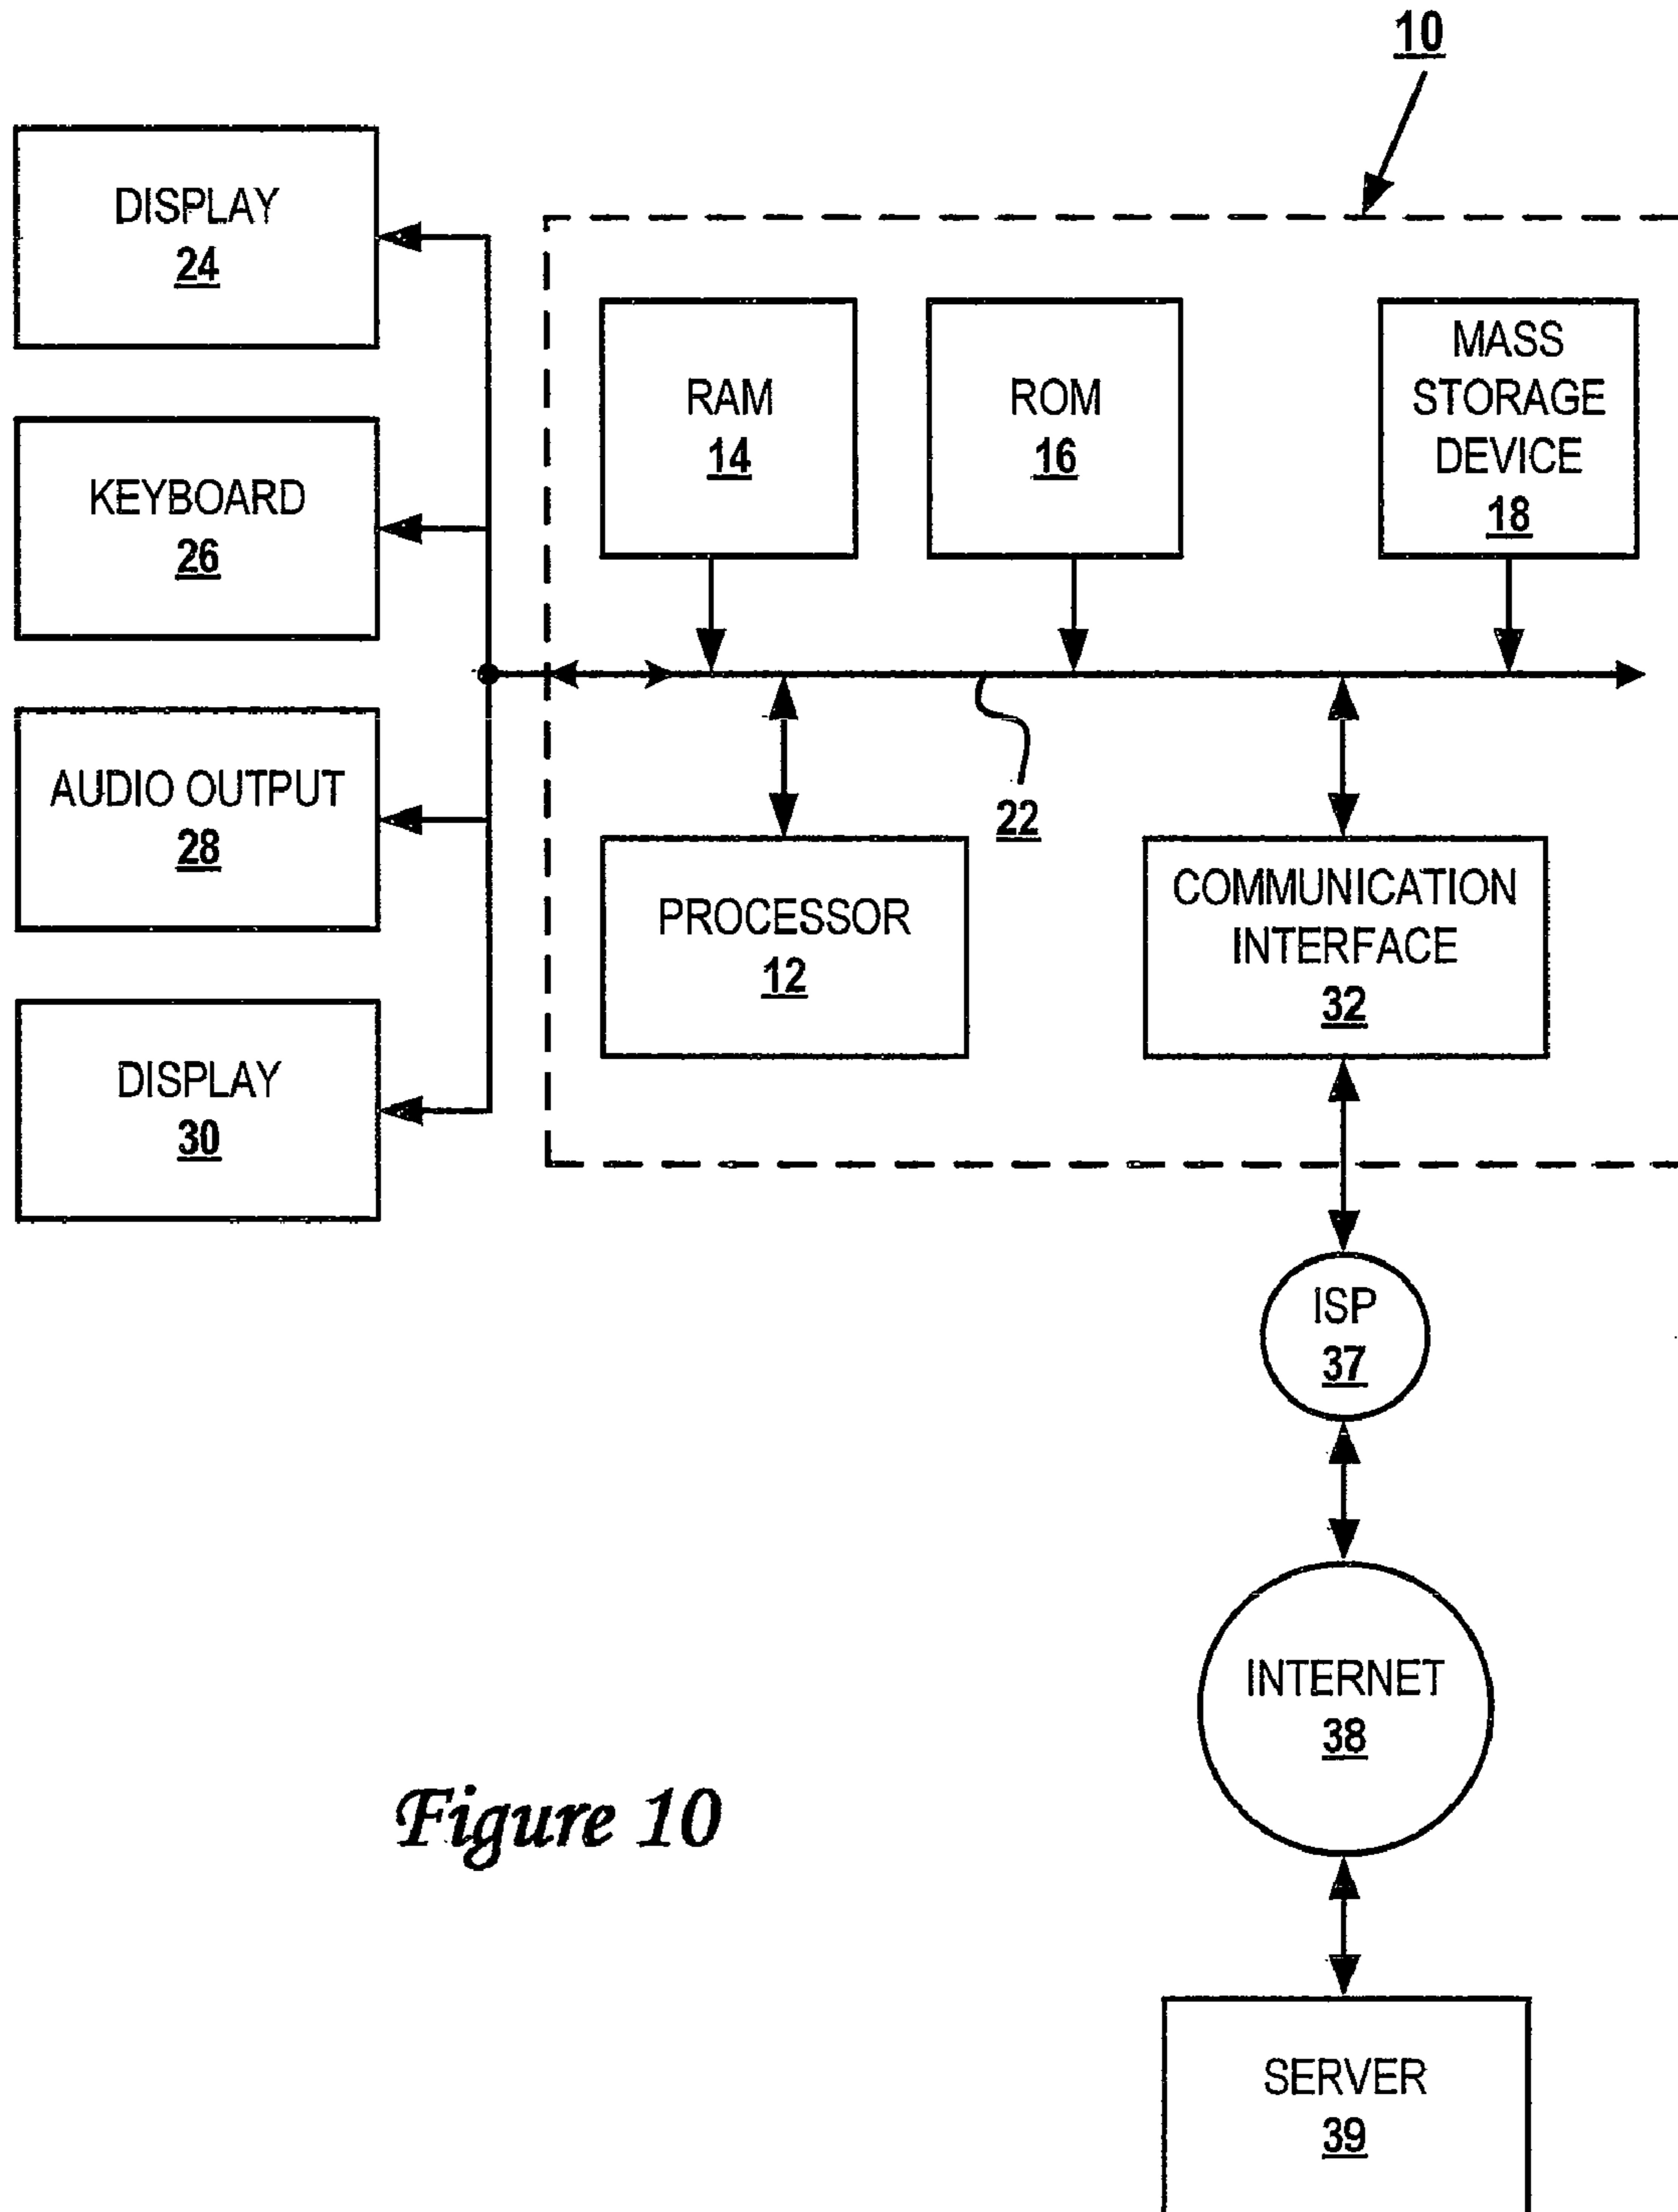 10
DISPLAY
24
KEYBOARD
26
AUDIO OUTPUT
28
DISPLAY
30
RAM
14
ROM
16
MASS
STORAGE
DEVICE
18
22
PROCESSOR
12
COMMUNICATION
INTERFACE
32
ISP
37
INTERNET
38
SERVER
39
Figure 10